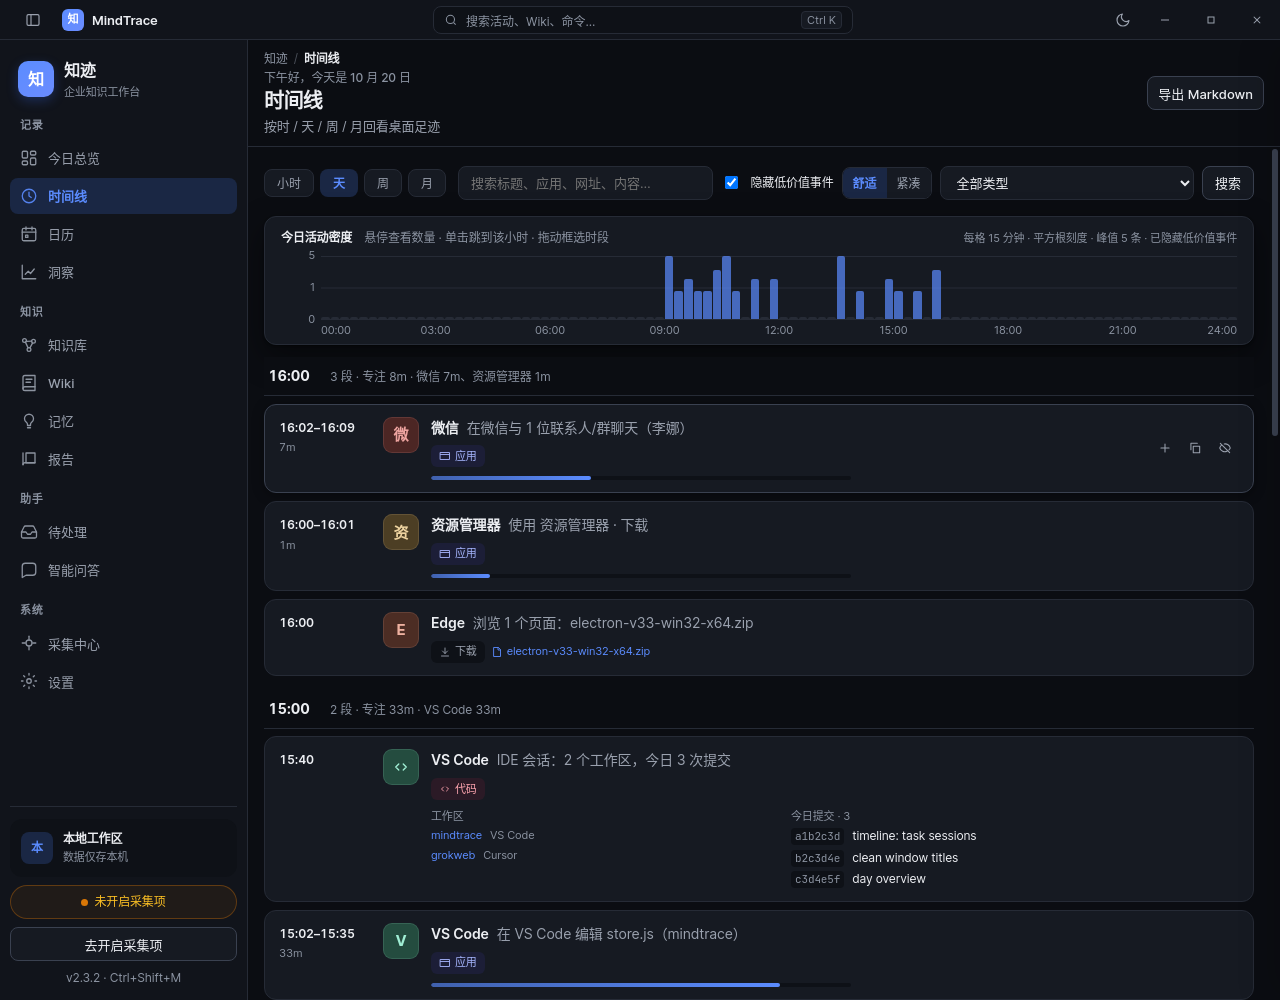 知 MindTrace
搜索活动、Wiki、命令... Ctrl K
知 知迹
企业知识工作台
记录
今日总览
时间线
日历
洞察
知识
知识库
Wiki
记忆
报告
助手
待处理
智能问答
系统
采集中心
设置
本 本地工作区
数据仅存本机
未开启采集项
去开启采集项
v2.3.2 · Ctrl+Shift+M
知迹 / 时间线
下午好，今天是 10 月 20 日
时间线
按时 / 天 / 周 / 月回看桌面足迹
导出 Markdown
小时 天 周 月 搜索标题、应用、网址、内容... 隐藏低价值事件 舒适 紧凑 全部类型 搜索
今日活动密度 悬停查看数量 · 单击跳到该小时 · 拖动框选时段 每格 15 分钟 · 平方根刻度 · 峰值 5 条 · 已隐藏低价值事件
5
1
0
00:00 03:00 06:00 09:00 12:00 15:00 18:00 21:00 24:00
16:00 3 段 · 专注 8m · 微信 7m、资源管理器 1m
16:02–16:09 微 微信 在微信与 1 位联系人/群聊天（李娜）
7m 应用
16:00–16:01 资 资源管理器 使用 资源管理器 · 下载
1m 应用
16:00 E Edge 浏览 1 个页面：electron-v33-win32-x64.zip
下载 electron-v33-win32-x64.zip
15:00 2 段 · 专注 33m · VS Code 33m
15:40 VS Code IDE 会话：2 个工作区，今日 3 次提交
代码
工作区 今日提交 · 3
mindtrace VS Code a1b2c3d timeline: task sessions
grokweb Cursor b2c3d4e clean window titles
c3d4e5f day overview
15:02–15:35 V VS Code 在 VS Code 编辑 store.js（mindtrace）
33m 应用